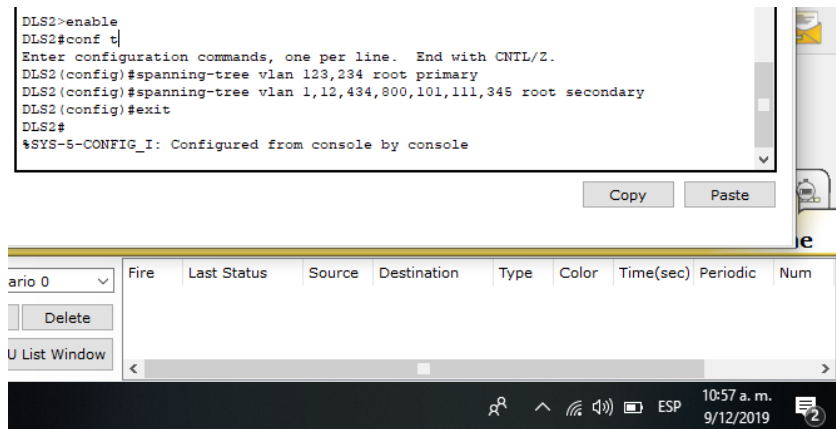 DLS2>enable
DLS2#conf t
Enter configuration commands, one per line.  End with CNTL/Z.
DLS2(config)#spanning-tree vlan 123,234 root primary
DLS2(config)#spanning-tree vlan 1,12,434,800,101,111,345 root secondary
DLS2(config)#exit
DLS2#
%SYS-5-CONFIG_I: Configured from console by console
Copy Paste
ario 0 Fire Last Status Source Destination Type Color Time(sec) Periodic Num
Delete
U List Window
ESP 10:57 a. m.
9/12/2019
2